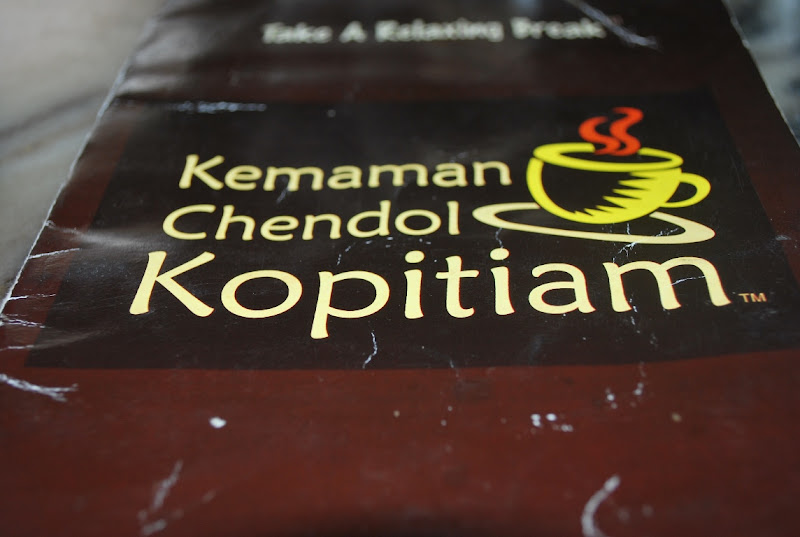 Take A Relaxing Break
Kemaman
Chendol
Kopitiam TM